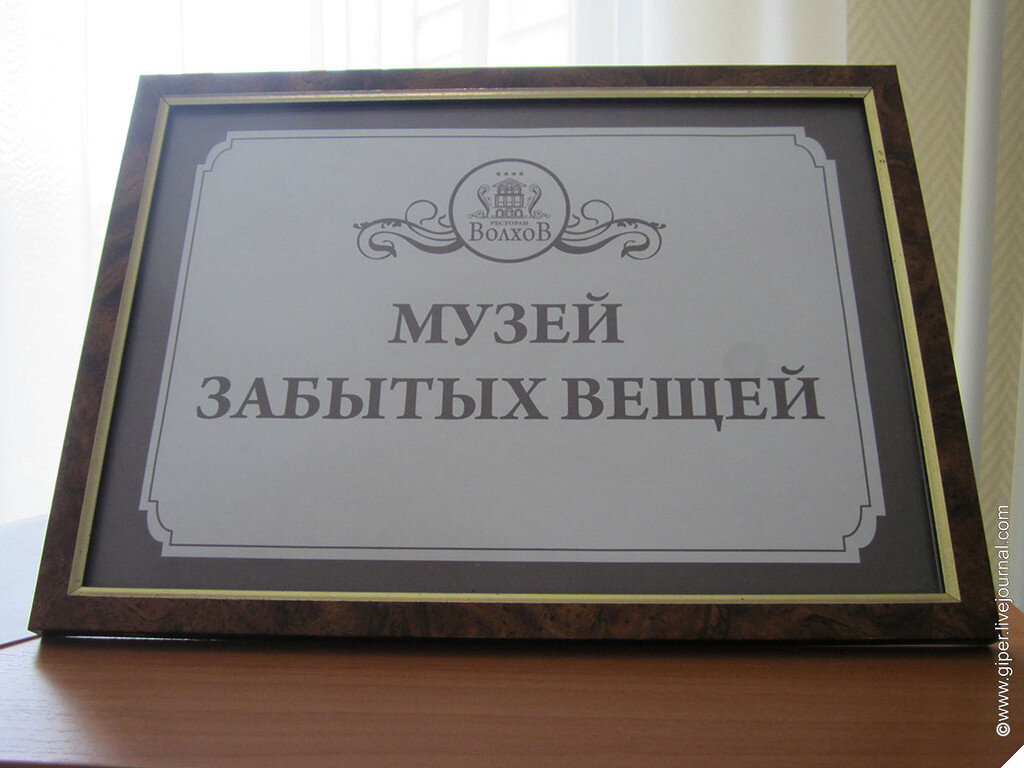 РЕСТОРАН
ВОЛХОВ
МУЗЕЙ
ЗАБЫТЫХ ВЕЩЕЙ
©www.giper.livejournal.com